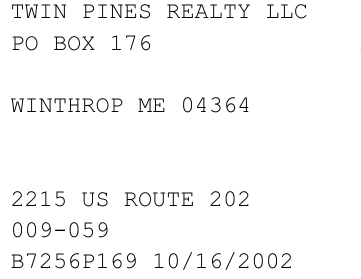 TWIN PINES REALTY LLC
PO BOX 176
WINTHROP ME 04364
2215 US ROUTE 202
009-059
B7256P169 10/16/2002